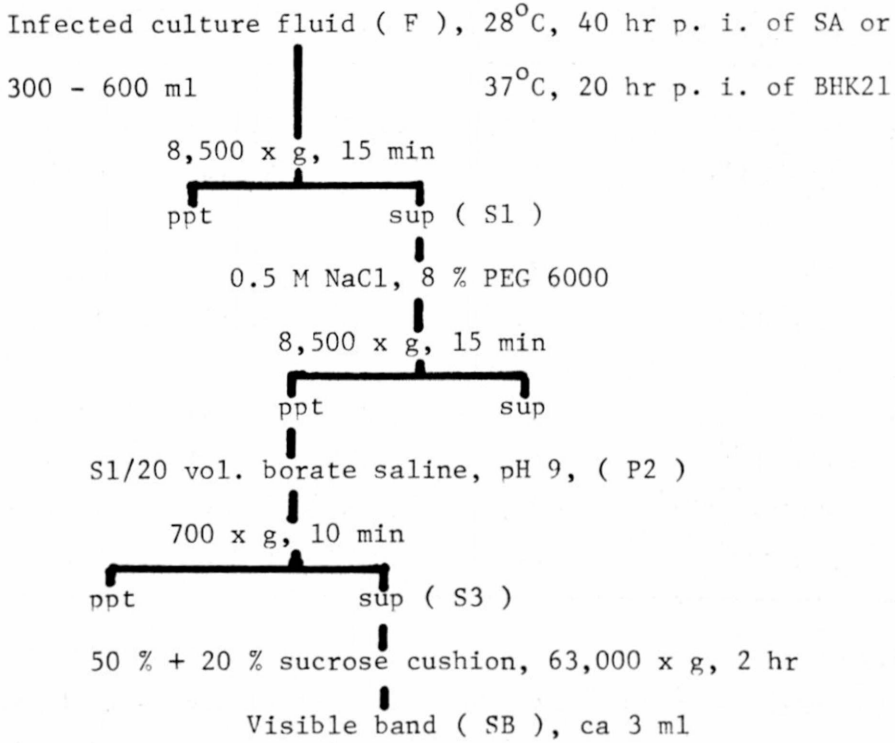 Infected culture fluid ( F ), 28°C, 40 hr p. i. of SA or
300 - 600 ml 37°C, 20 hr p. i. of BHK21
8,500 x g, 15 min
ppt sup ( S1 )
0.5 M NaCl, 8 % PEG 6000
8,500 x g, 15 min
ppt sup
S1/20 vol. borate saline, pH 9, ( P2 )
700 x g, 10 min
ppt sup ( S3 )
50 % + 20 % sucrose cushion, 63,000 x g, 2 hr
Visible band ( SB ), ca 3 ml